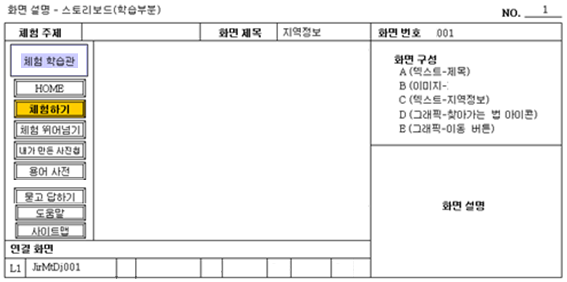 화면 설명 - 스토리보드(학습부분)
NO. 1
체험 주제 화면 제목 지역정보 화면 번호 001
체험 학습관
HOME
체험하기
체험 뛰어넘기
내가 만든 사진첩
용어 사전
묻고 답하기
도움말
사이트맵
화면 구성
A (텍스트-제목)
B (이미지-.
C (텍스트-지역정보)
D (그래픽-찾아가는 법 아이콘)
E (그래픽-이동 버튼)
화면 설명
연결 화면
L1 JirMtDj001